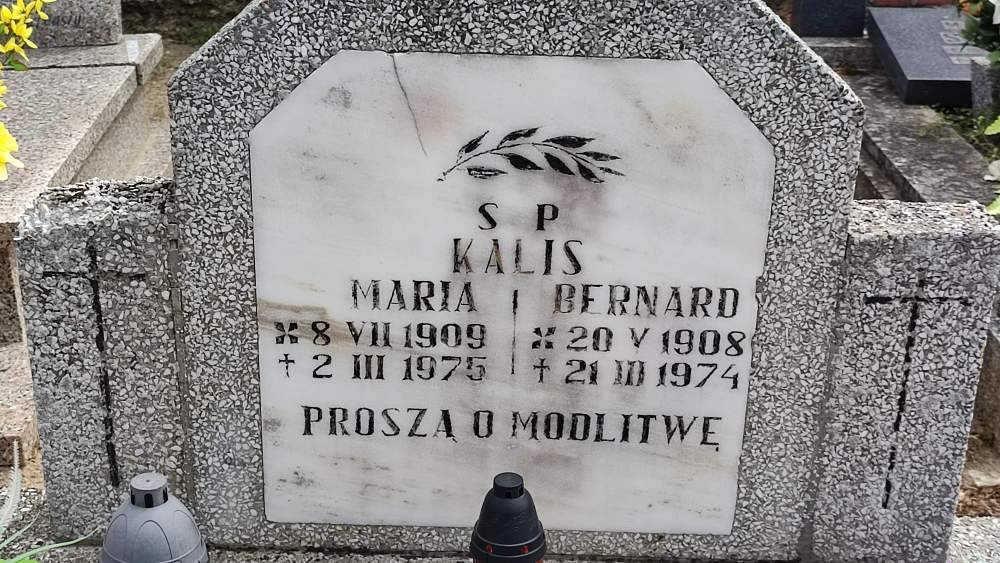 S P
KALIS
MARIA BERNARD
8 VII 1909 20 V 1908
† 2 III 1975 † 21 III 1974
PROSZĄ O MODLITWĘ